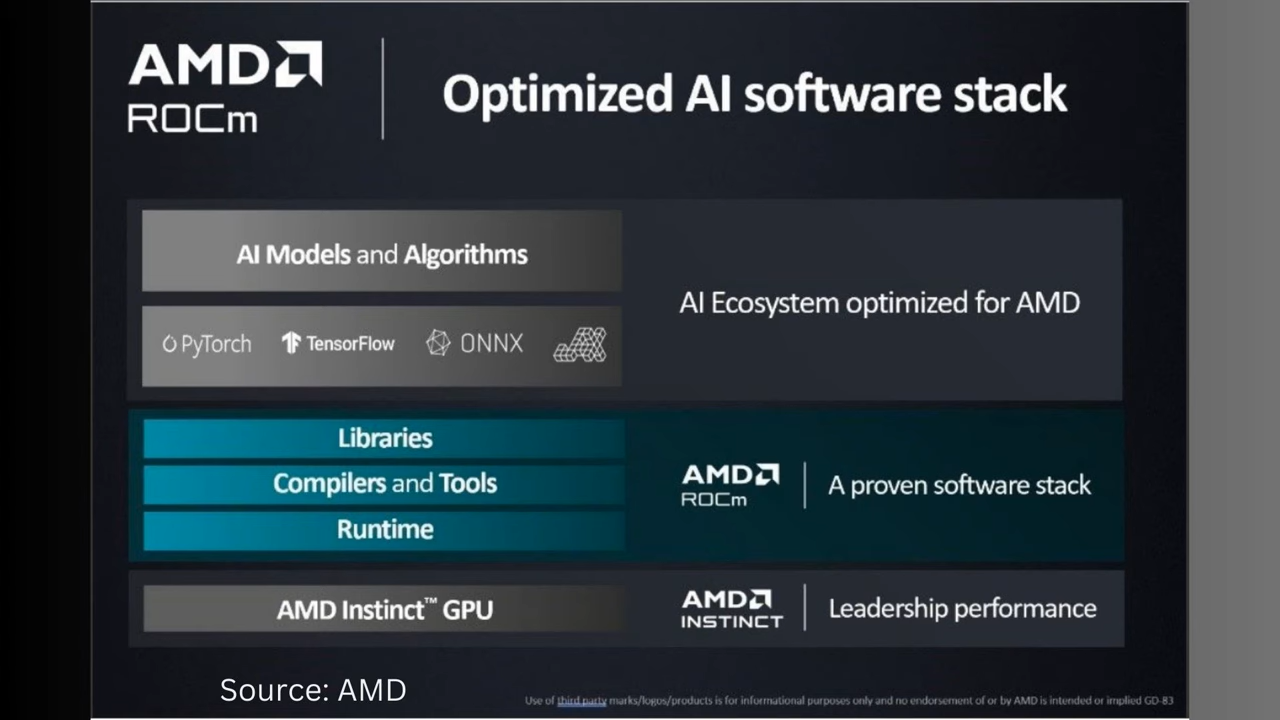 AMD
ROCm
Optimized AI software stack
AI Models and Algorithms
PyTorch TensorFlow ONNX
AI Ecosystem optimized for AMD
Libraries
Compilers and Tools
Runtime
AMD
ROCm
A proven software stack
AMD Instinct™ GPU
AMD
INSTINCT
Leadership performance
Source: AMD
Use of third party marks/logos/products is for informational purposes only and no endorsement of or by AMD is intended or implied GD-83